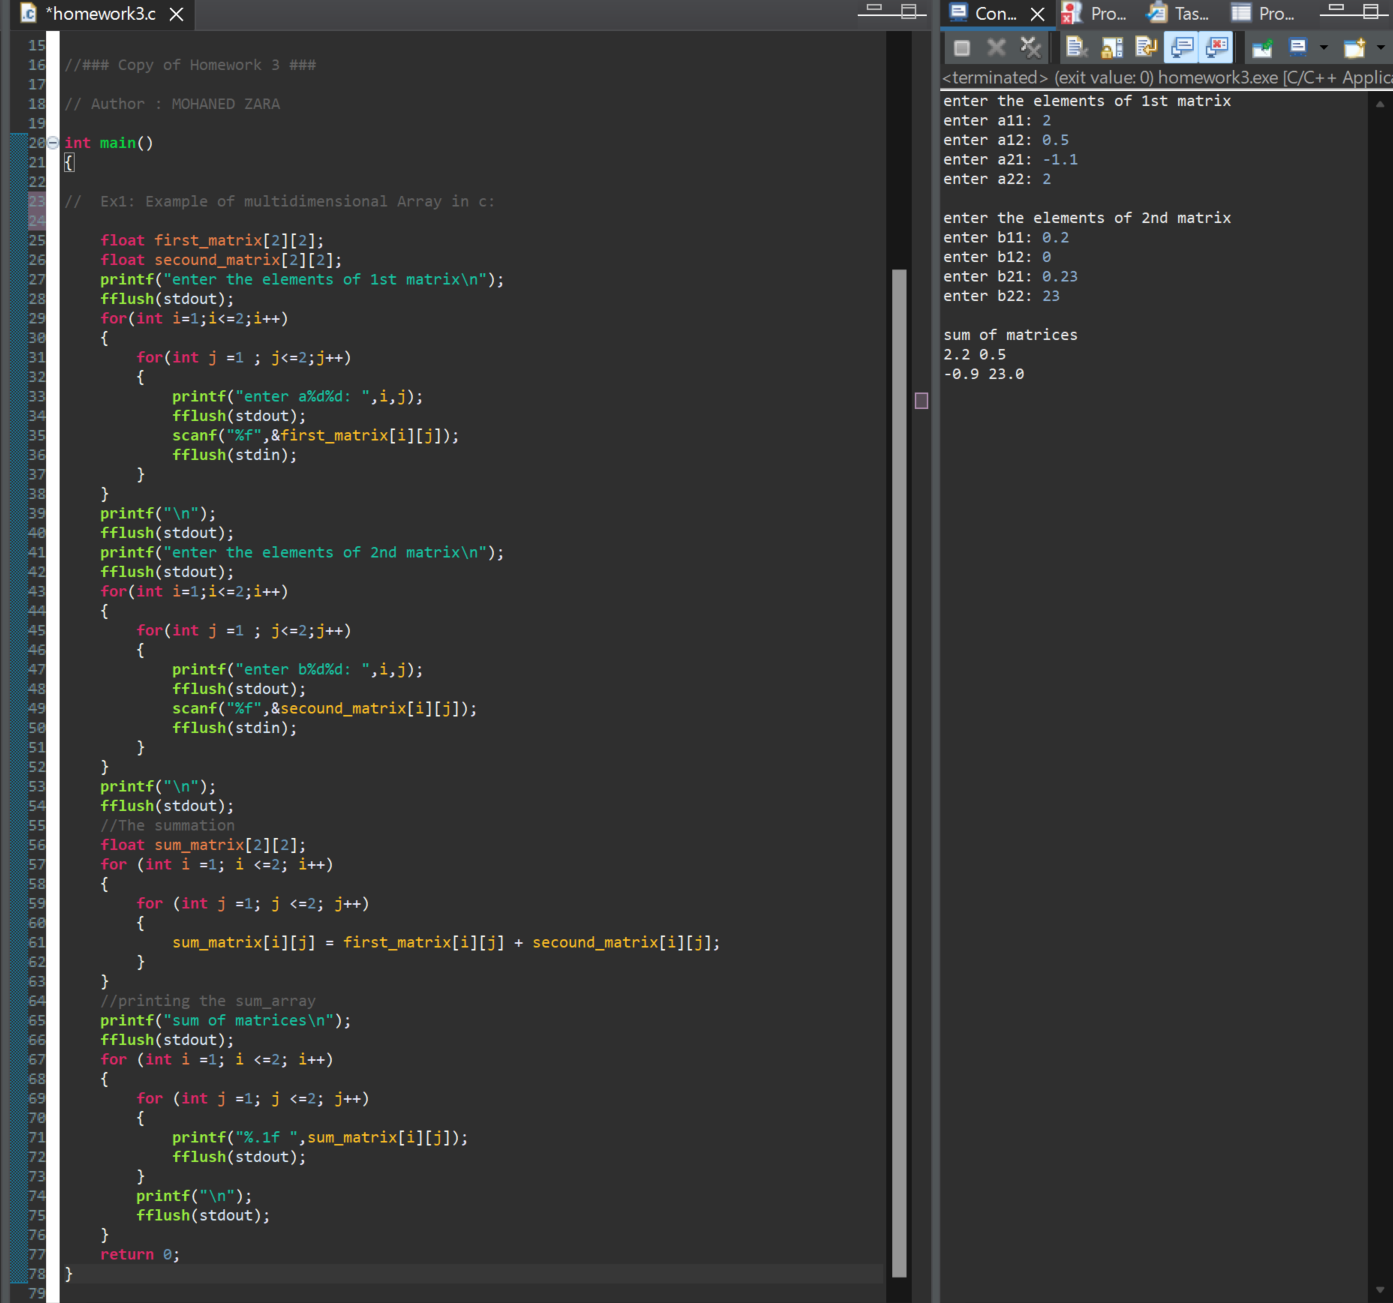 *homework3.c
15
16 //### Copy of Homework 3 ###
17
18 // Author : MOHANED ZARA
19
20 int main()
21 {
22
23 //  Ex1: Example of multidimensional Array in c:
24
25     float first_matrix[2][2];
26     float secound_matrix[2][2];
27     printf("enter the elements of 1st matrix\n");
28     fflush(stdout);
29     for(int i=1;i<=2;i++)
30     {
31         for(int j =1 ; j<=2;j++)
32         {
33             printf("enter a%d%d: ",i,j);
34             fflush(stdout);
35             scanf("%f",&first_matrix[i][j]);
36             fflush(stdin);
37         }
38     }
39     printf("\n");
40     fflush(stdout);
41     printf("enter the elements of 2nd matrix\n");
42     fflush(stdout);
43     for(int i=1;i<=2;i++)
44     {
45         for(int j =1 ; j<=2;j++)
46         {
47             printf("enter b%d%d: ",i,j);
48             fflush(stdout);
49             scanf("%f",&secound_matrix[i][j]);
50             fflush(stdin);
51         }
52     }
53     printf("\n");
54     fflush(stdout);
55     //The summation
56     float sum_matrix[2][2];
57     for (int i =1; i <=2; i++)
58     {
59         for (int j =1; j <=2; j++)
60         {
61             sum_matrix[i][j] = first_matrix[i][j] + secound_matrix[i][j];
62         }
63     }
64     //printing the sum_array
65     printf("sum of matrices\n");
66     fflush(stdout);
67     for (int i =1; i <=2; i++)
68     {
69         for (int j =1; j <=2; j++)
70         {
71             printf("%.1f ",sum_matrix[i][j]);
72             fflush(stdout);
73         }
74         printf("\n");
75         fflush(stdout);
76     }
77     return 0;
78 }
79
Con... Pro... Tas... Pro...
<terminated> (exit value: 0) homework3.exe [C/C++ Applica
enter the elements of 1st matrix
enter a11: 2
enter a12: 0.5
enter a21: -1.1
enter a22: 2

enter the elements of 2nd matrix
enter b11: 0.2
enter b12: 0
enter b21: 0.23
enter b22: 23

sum of matrices
2.2 0.5
-0.9 23.0